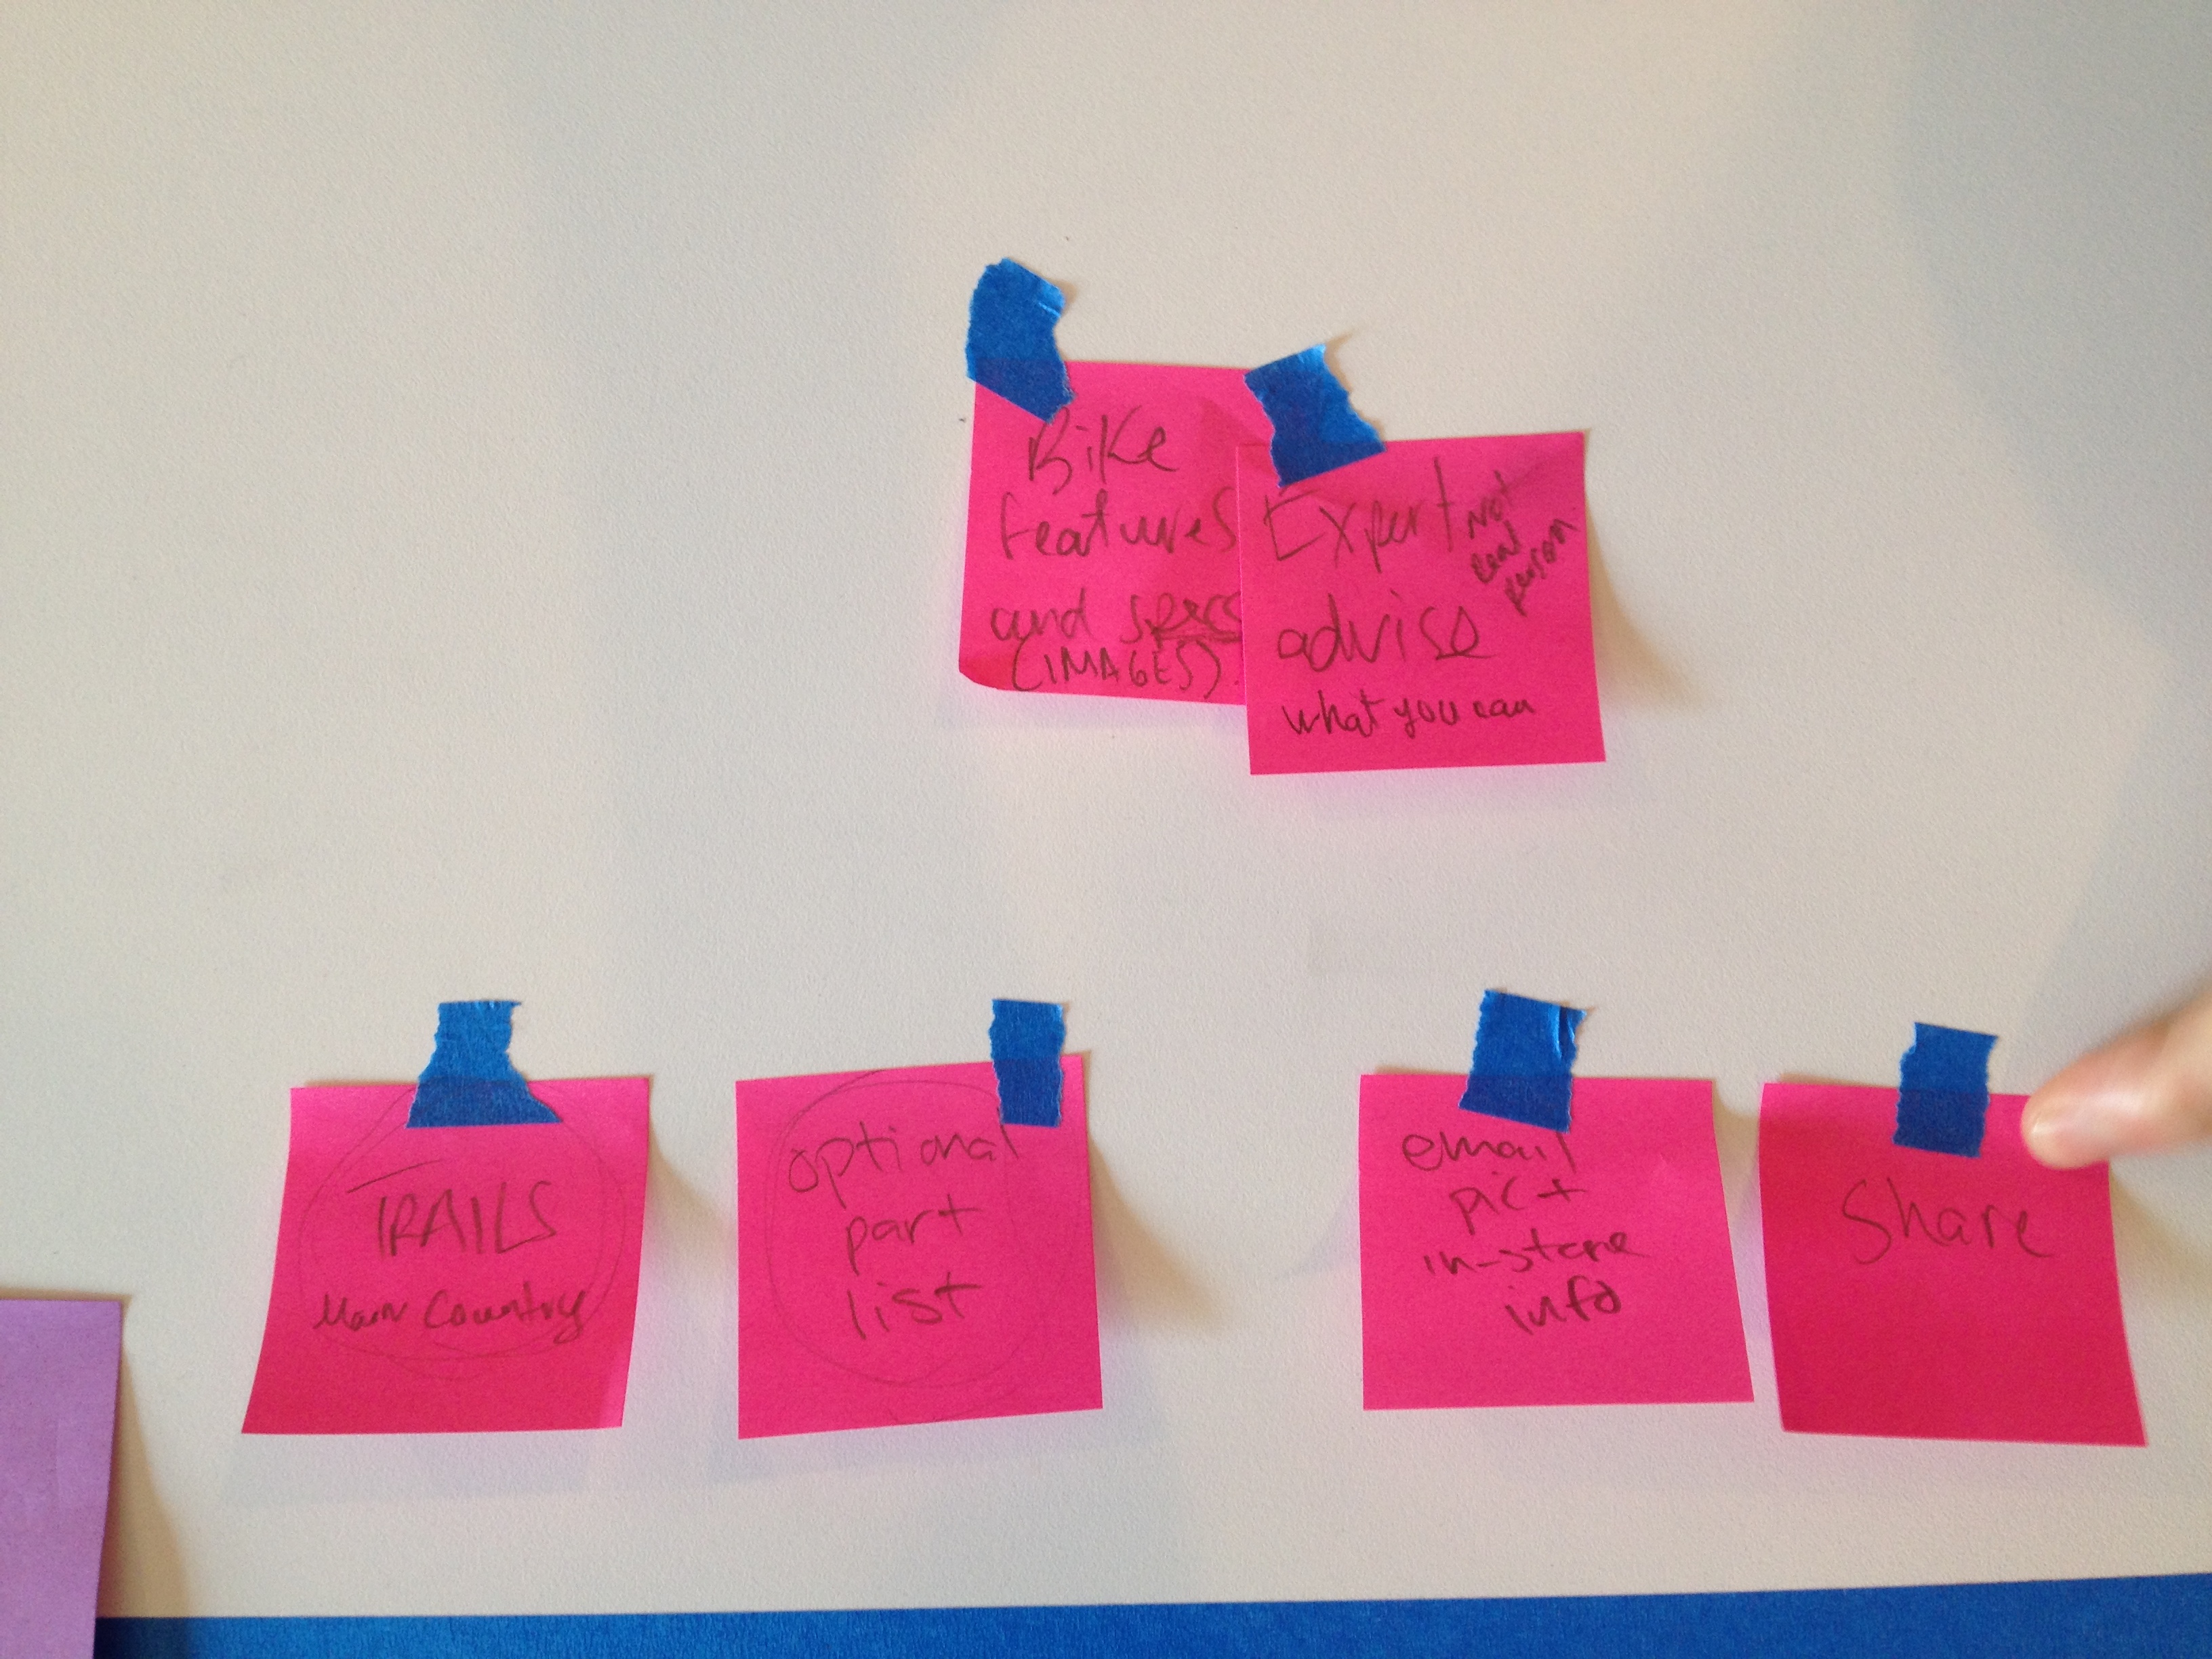 Bike
features
and specs
(IMAGES).
Expert
Not
real
person
advise
what you can
TRAILS
Country
optional
part
list
email
pic +
in-store
info
Share